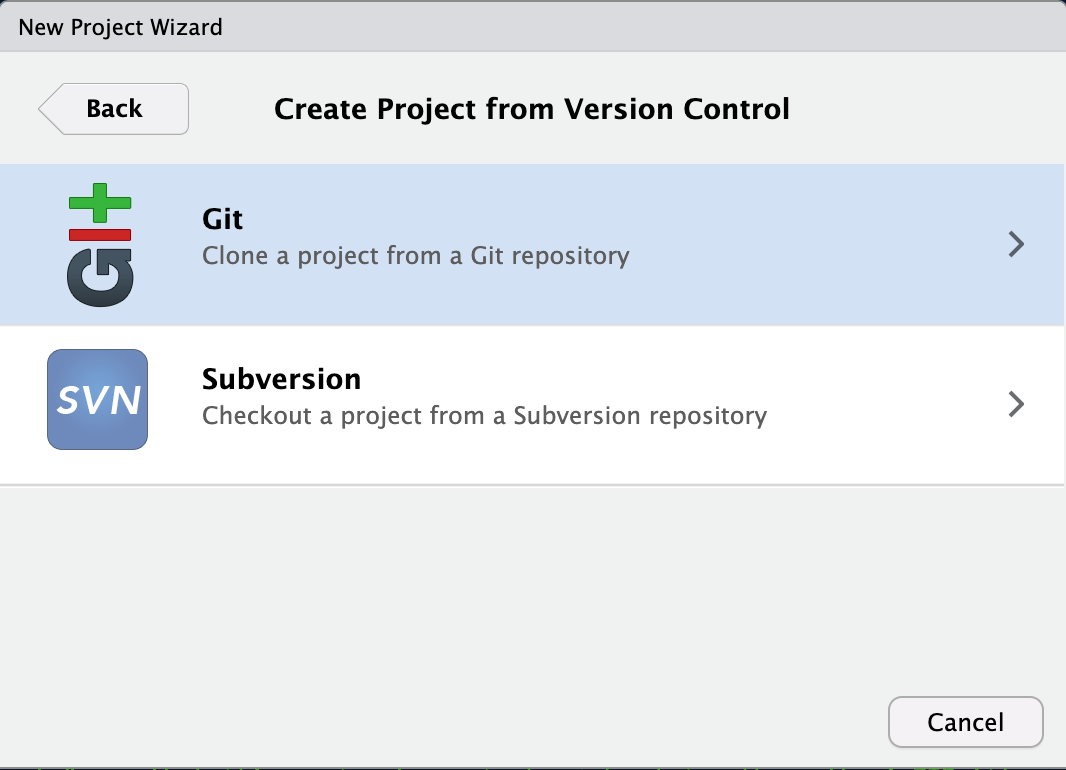 New Project Wizard
Back
Create Project from Version Control
Git
Git
Clone a project from a Git repository
SVN
Subversion
Checkout a project from a Subversion repository
Cancel